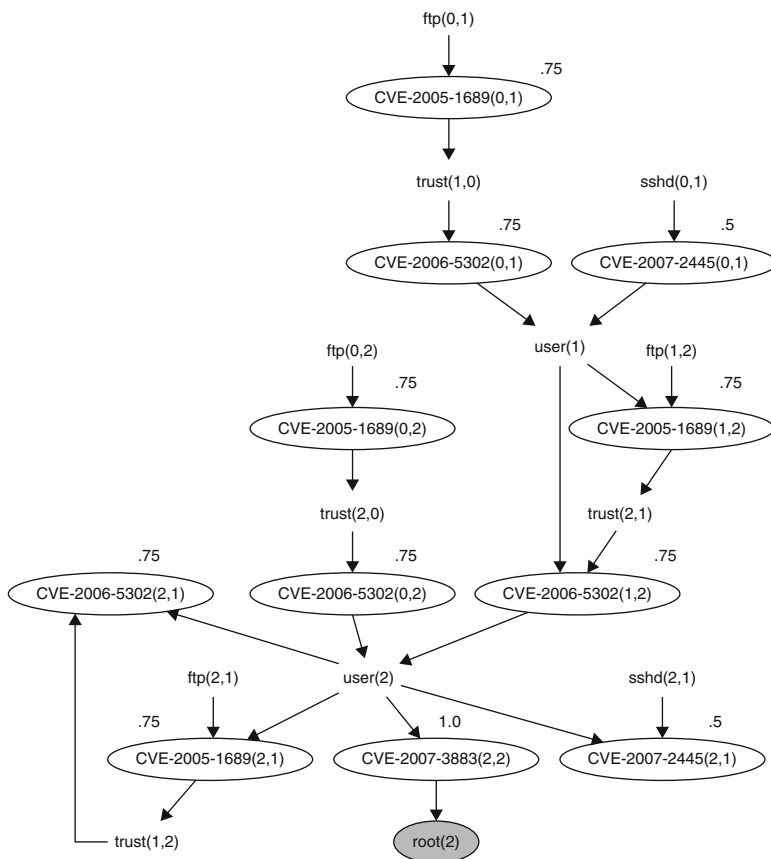 ftp(0,1)
.75
CVE-2005-1689(0,1)
trust(1,0)
sshd(0,1)
.75
.5
CVE-2006-5302(0,1)
CVE-2007-2445(0,1)
user(1)
ftp(0,2)
ftp(1,2)
.75
.75
CVE-2005-1689(0,2)
CVE-2005-1689(1,2)
trust(2,0)
trust(2,1)
.75
.75
.75
CVE-2006-5302(2,1)
CVE-2006-5302(0,2)
CVE-2006-5302(1,2)
user(2)
ftp(2,1)
sshd(2,1)
.75
1.0
.5
CVE-2005-1689(2,1)
CVE-2007-3883(2,2)
CVE-2007-2445(2,1)
trust(1,2)
root(2)